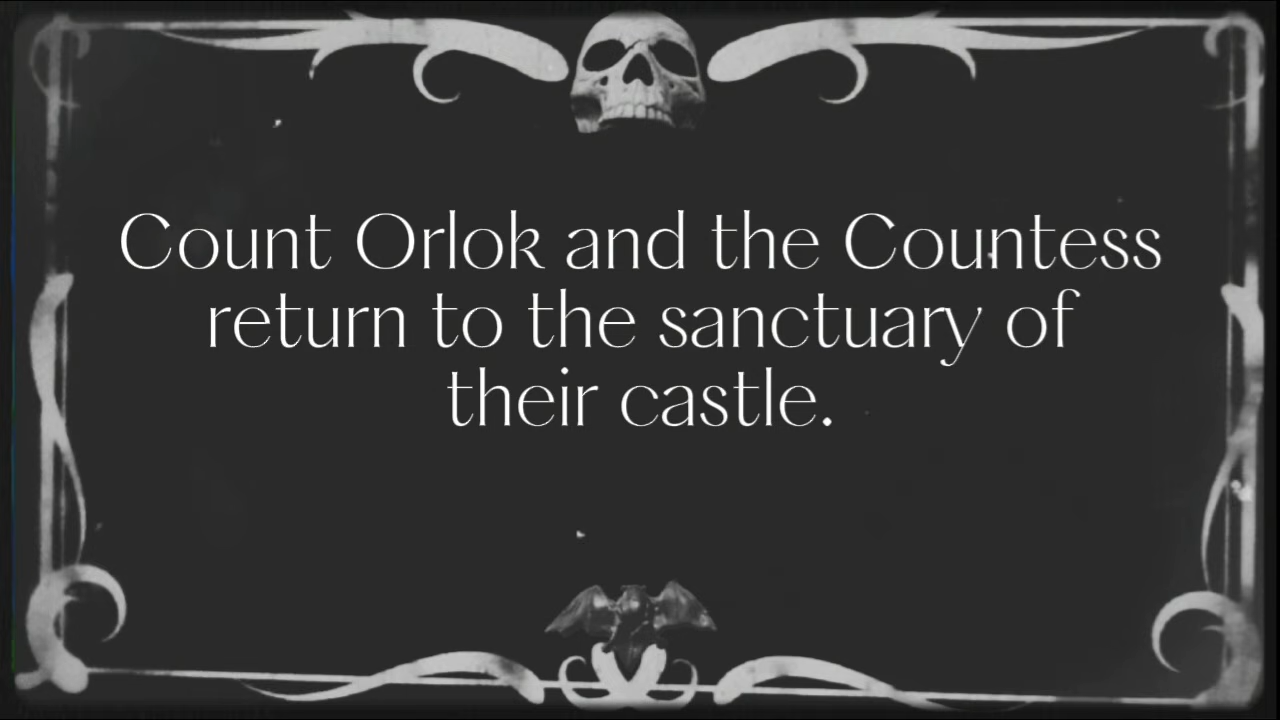 Count Orlok and the Countess
return to the sanctuary of
their castle.